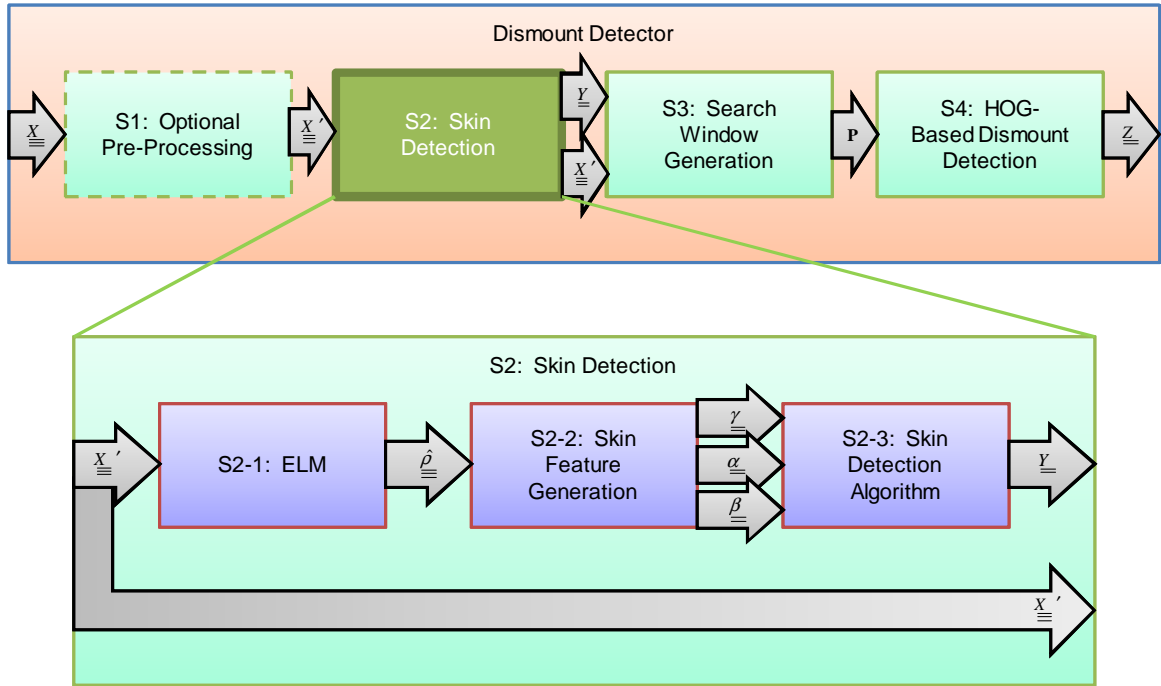 Dismount Detector
X
S1: Optional
Pre-Processing
X′
S2: Skin
Detection
Y
X′
S3: Search
Window
Generation
P
S4: HOG-
Based Dismount
Detection
Z
S2: Skin Detection
X′
S2-1: ELM
ρ̂
S2-2: Skin
Feature
Generation
γ
α
β
S2-3: Skin
Detection
Algorithm
Y
X′